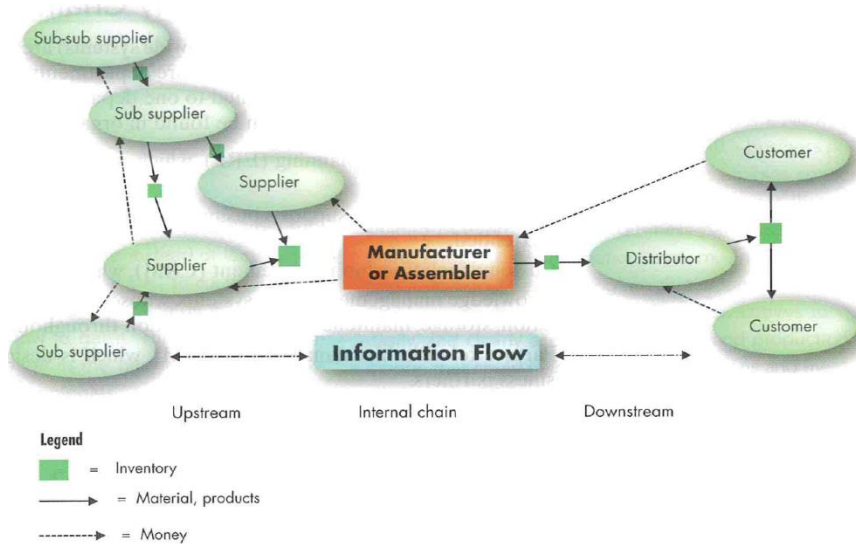 Sub-sub supplier
Sub supplier
Customer
Supplier
Manufacturer
or Assembler
Supplier
Distributor
Customer
Sub supplier
Information Flow
Upstream
Internal chain
Downstream
Legend
= Inventory
= Material, products
= Money